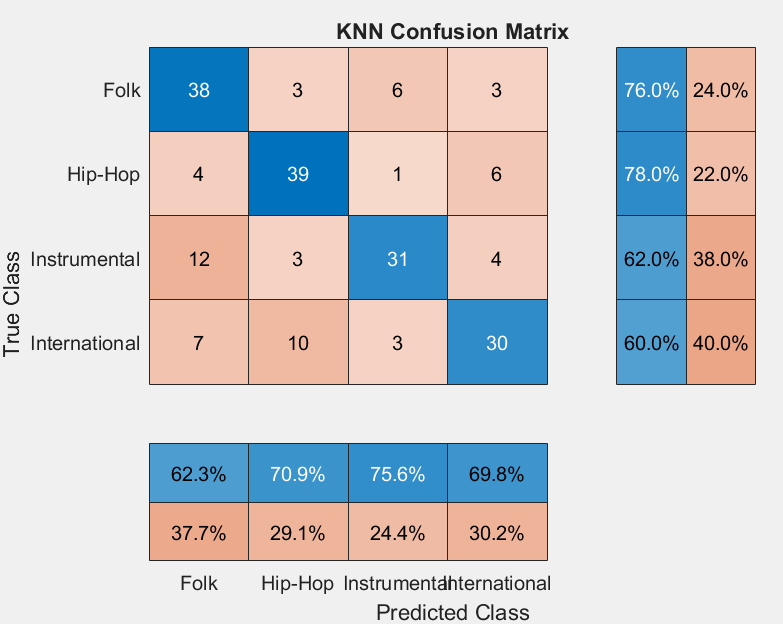 KNN Confusion Matrix
Folk 38 3 6 3 76.0% 24.0%
Hip-Hop 4 39 1 6 78.0% 22.0%
Instrumental 12 3 31 4 62.0% 38.0%
International 7 10 3 30 60.0% 40.0%
True Class
62.3% 70.9% 75.6% 69.8%
37.7% 29.1% 24.4% 30.2%
Folk Hip-Hop Instrumental International
Predicted Class